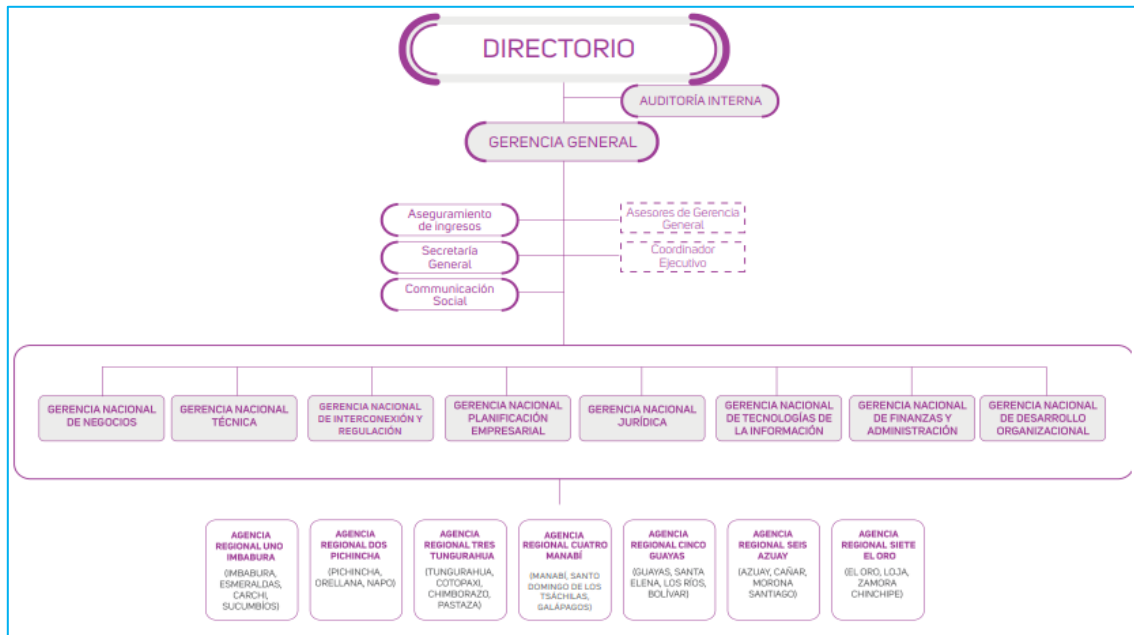 DIRECTORIO
AUDITORÍA INTERNA
GERENCIA GENERAL
Aseguramiento
de ingresos
Asesores de Gerencia
General
Secretaría
General
Coordinador
Ejecutivo
Communicación
Social
GERENCIA NACIONAL
DE NEGOCIOS
GERENCIA NACIONAL
TÉCNICA
GERENCIA NACIONAL
DE INTERCONEXIÓN Y
REGULACIÓN
GERENCIA NACIONAL
PLANIFICACIÓN
EMPRESARIAL
GERENCIA NACIONAL
JURÍDICA
GERENCIA NACIONAL
DE TECNOLOGÍAS DE
LA INFORMACIÓN
GERENCIA NACIONAL
DE FINANZAS Y
ADMINISTRACIÓN
GERENCIA NACIONAL
DE DESARROLLO
ORGANIZACIONAL
AGENCIA
REGIONAL UNO
IMBABURA
(IMBABURA,
ESMERALDAS,
CARCHI,
SUCUMBÍOS)
AGENCIA
REGIONAL DOS
PICHINCHA
(PICHINCHA,
ORELLANA, NAPO)
AGENCIA
REGIONAL TRES
TUNGURAHUA
(TUNGURAHUA,
COTOPAXI,
CHIMBORAZO,
PASTAZA)
AGENCIA
REGIONAL CUATRO
MANABÍ
(MANABÍ, SANTO
DOMINGO DE LOS
TSÁCHILAS,
GALÁPAGOS)
AGENCIA
REGIONAL CINCO
GUAYAS
(GUAYAS, SANTA
ELENA, LOS RÍOS,
BOLÍVAR)
AGENCIA
REGIONAL SEIS
AZUAY
(AZUAY, CAÑAR,
MORONA
SANTIAGO)
AGENCIA
REGIONAL SIETE
EL ORO
(EL ORO, LOJA,
ZAMORA
CHINCHIPE)